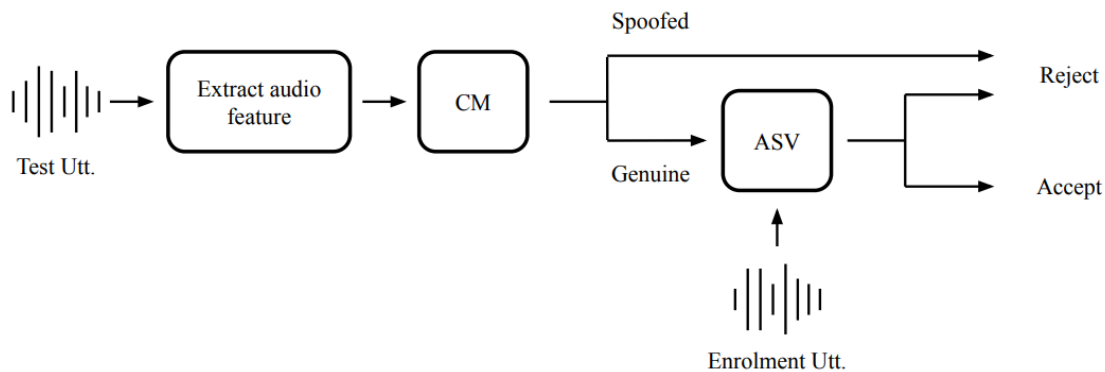 Spoofed
Extract audio
feature
CM
Reject
ASV
Test Utt.
Genuine
Accept
Enrolment Utt.